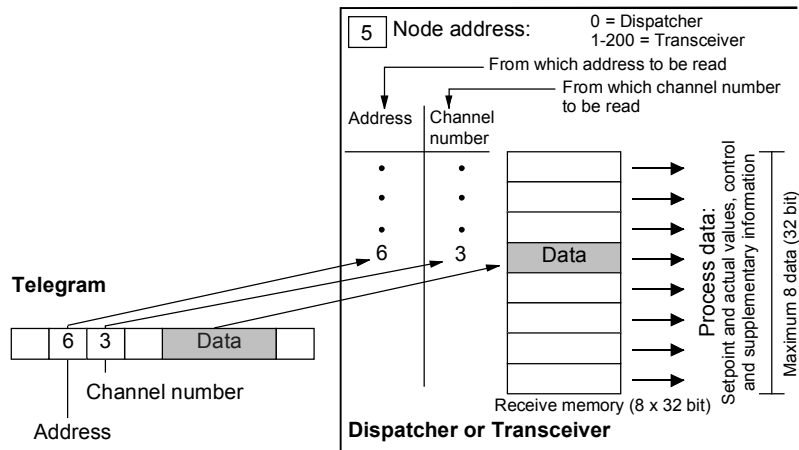 5 Node address:
0 = Dispatcher
1-200 = Transceiver
From which address to be read
From which channel number
to be read
Address
Channel
number
6
3
Data
Process data:
Setpoint and actual values, control
and supplementary information
Maximum 8 data (32 bit)
Telegram
6 3 Data
Channel number
Address
Receive memory (8 x 32 bit)
Dispatcher or Transceiver